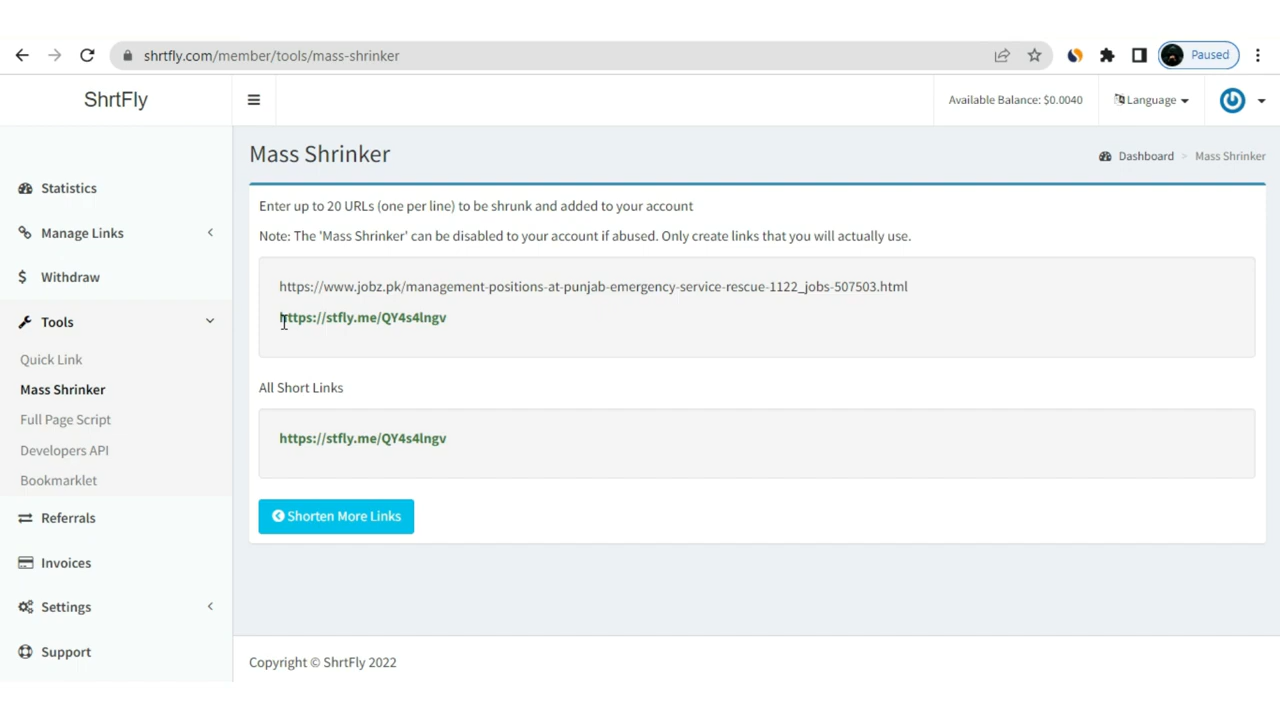 shrtfly.com/member/tools/mass-shrinker
Paused
ShrtFly
Available Balance: $0.0040
Language
Mass Shrinker
Dashboard > Mass Shrinker
Statistics
Manage Links
$ Withdraw
Tools
Quick Link
Mass Shrinker
Full Page Script
Developers API
Bookmarklet
Referrals
Invoices
Settings
Support
Enter up to 20 URLs (one per line) to be shrunk and added to your account
Note: The 'Mass Shrinker' can be disabled to your account if abused. Only create links that you will actually use.
https://www.jobz.pk/management-positions-at-punjab-emergency-service-rescue-1122_jobs-507503.html
https://stfly.me/QY4s4lngv
All Short Links
https://stfly.me/QY4s4lngv
Shorten More Links
Copyright © ShrtFly 2022